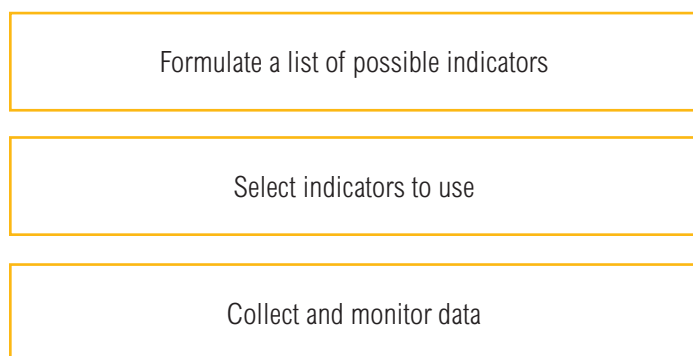 Formulate a list of possible indicators
Select indicators to use
Collect and monitor data